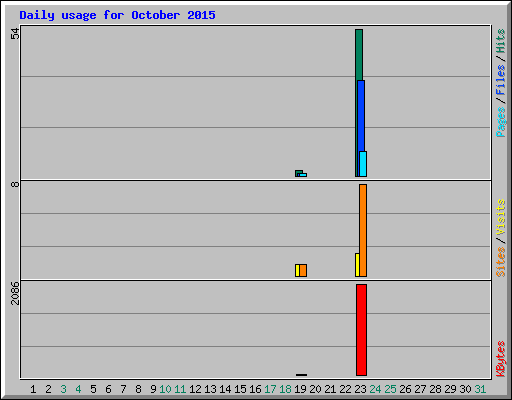 Daily usage for October 2015
54
Pages / Files / Hits
8
Sites / Visits
2086
KBytes
1 2 3 4 5 6 7 8 9 10 11 12 13 14 15 16 17 18 19 20 21 22 23 24 25 26 27 28 29 30 31